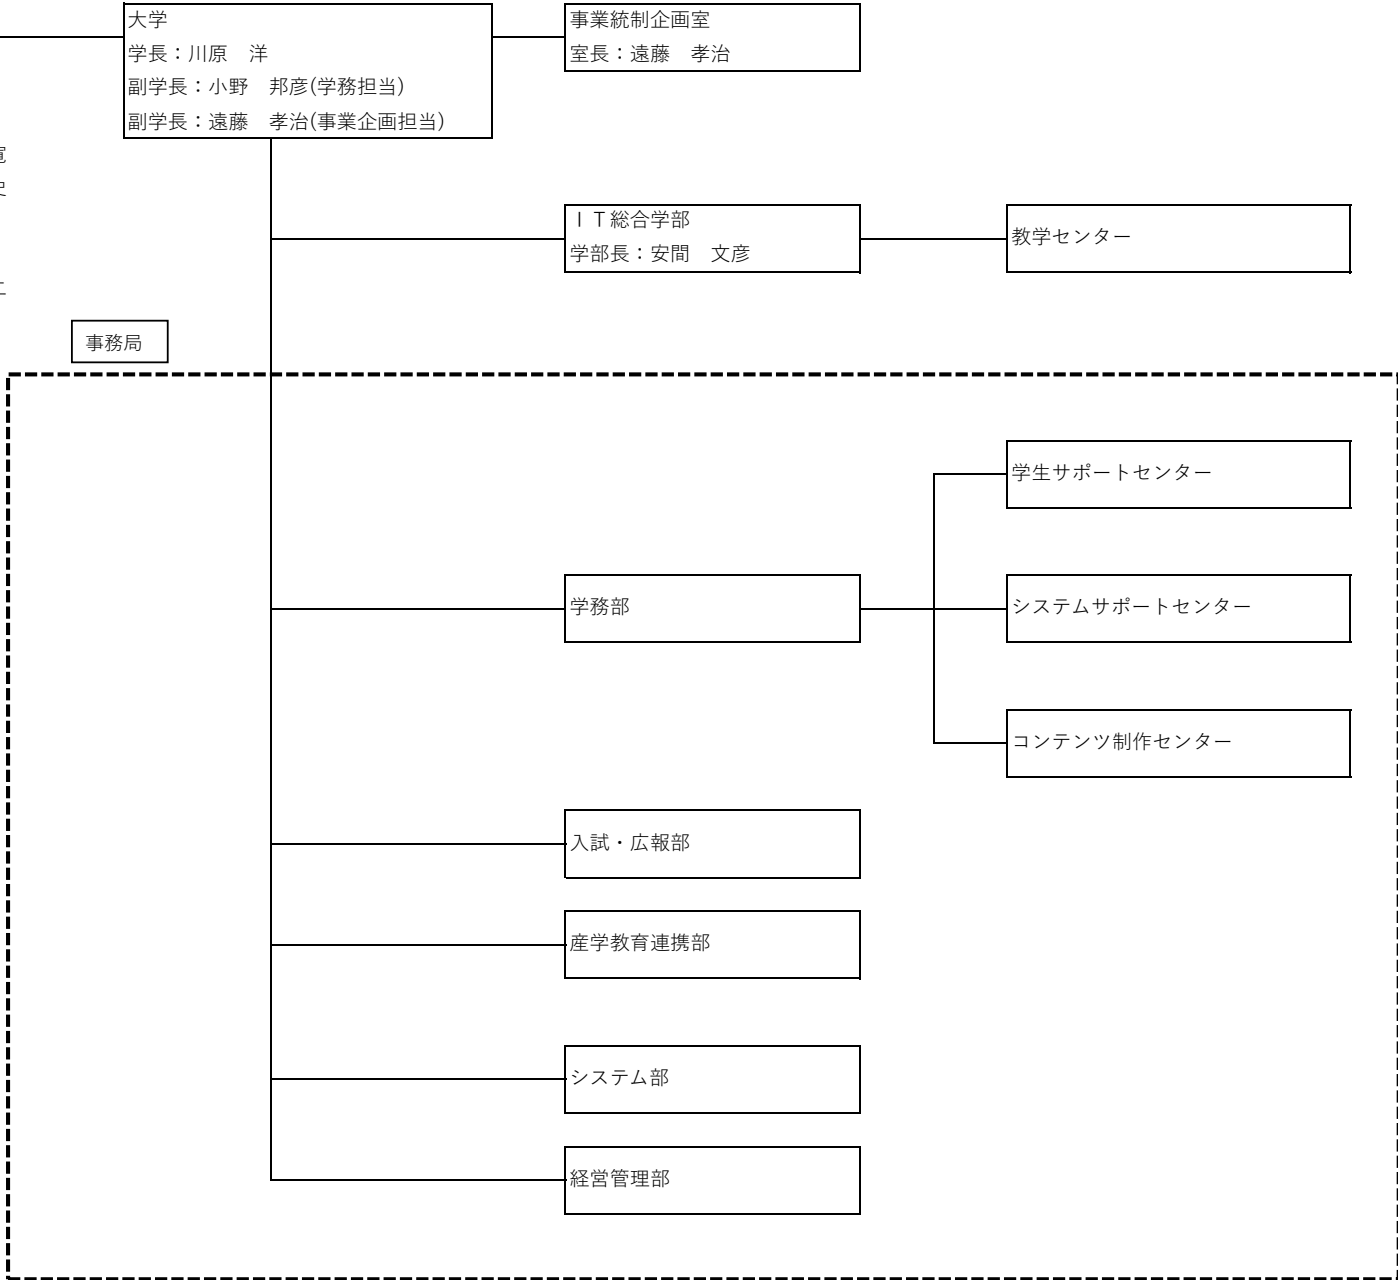 大学
学長：川原　洋
副学長：小野　邦彦(学務担当)
副学長：遠藤　孝治(事業企画担当)
事業統制企画室
室長：遠藤　孝治
ＩＴ総合学部
学部長：安間　文彦
教学センター
事務局
学生サポートセンター
学務部
システムサポートセンター
コンテンツ制作センター
入試・広報部
産学教育連携部
システム部
経営管理部